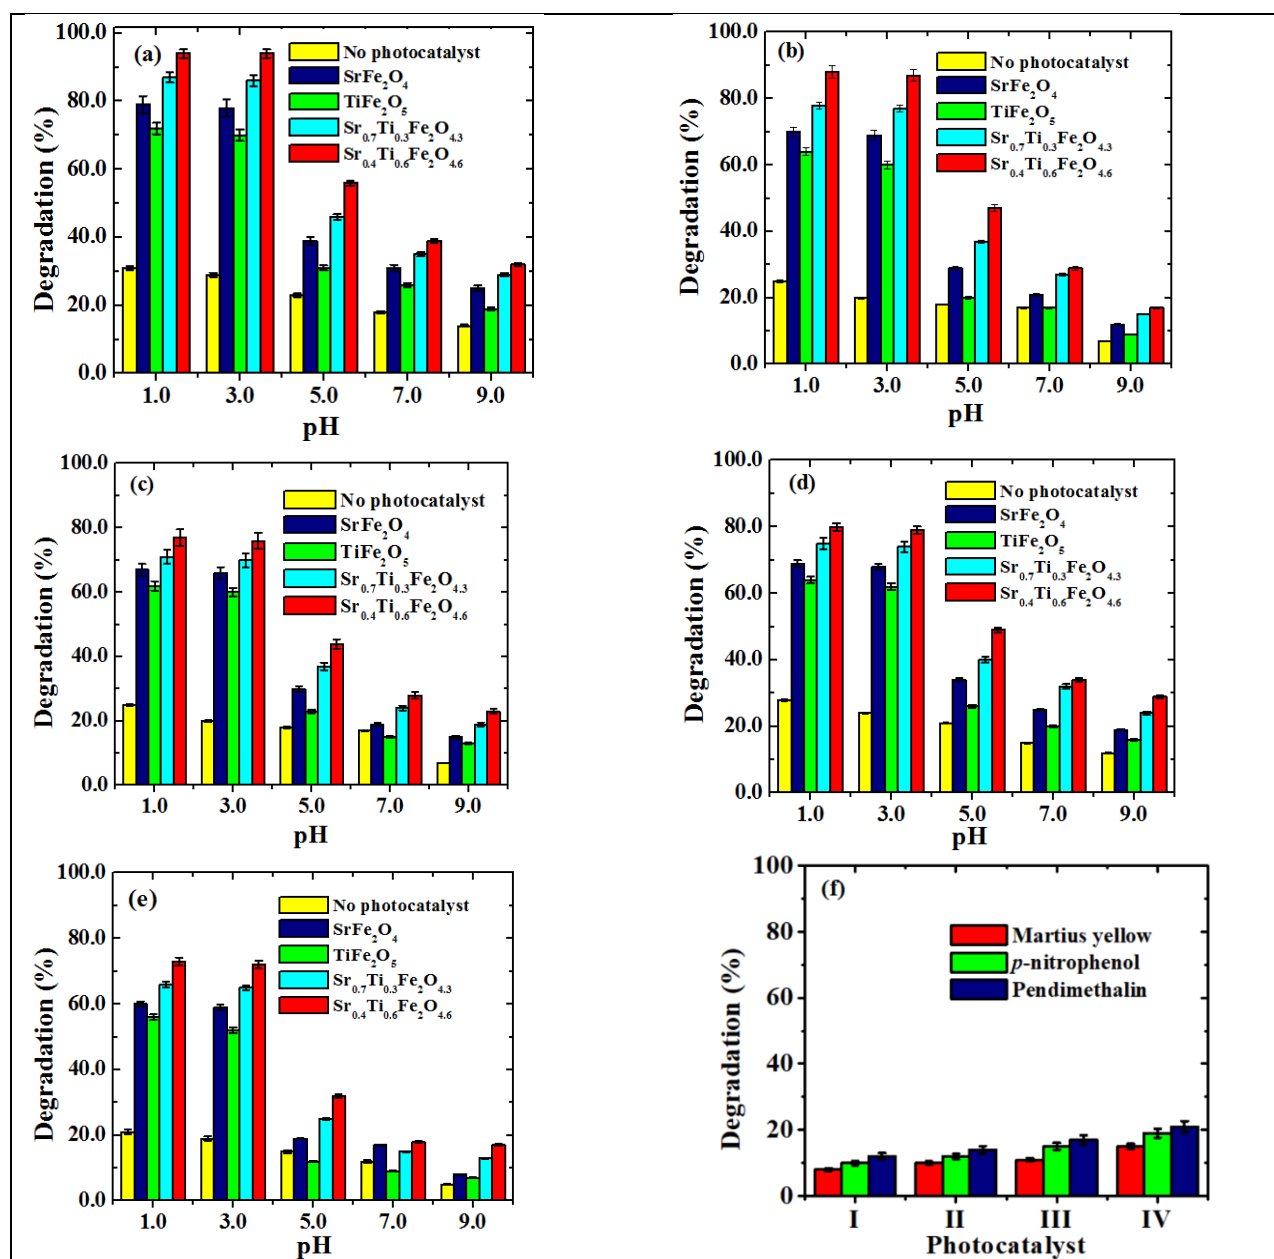 (a)
No photocatalyst
SrFe₂O₄
TiFe₂O₅
Sr₀.₇Ti₀.₃Fe₂O₄.₃
Sr₀.₄Ti₀.₆Fe₂O₄.₆
100.0
80.0
60.0
40.0
20.0
0.0
Degradation (%)
1.0 3.0 5.0 7.0 9.0
pH
(b)
No photocatalyst
SrFe₂O₄
TiFe₂O₅
Sr₀.₇Ti₀.₃Fe₂O₄.₃
Sr₀.₄Ti₀.₆Fe₂O₄.₆
100.0
80.0
60.0
40.0
20.0
0.0
Degradation (%)
1.0 3.0 5.0 7.0 9.0
pH
(c)
No photocatalyst
SrFe₂O₄
TiFe₂O₅
Sr₀.₇Ti₀.₃Fe₂O₄.₃
Sr₀.₄Ti₀.₆Fe₂O₄.₆
100.0
80.0
60.0
40.0
20.0
0.0
Degradation (%)
1.0 3.0 5.0 7.0 9.0
pH
(d)
No photocatalyst
SrFe₂O₄
TiFe₂O₅
Sr₀.₇Ti₀.₃Fe₂O₄.₃
Sr₀.₄Ti₀.₆Fe₂O₄.₆
100.0
80.0
60.0
40.0
20.0
0.0
Degradation (%)
1.0 3.0 5.0 7.0 9.0
pH
(e)
No photocatalyst
SrFe₂O₄
TiFe₂O₅
Sr₀.₇Ti₀.₃Fe₂O₄.₃
Sr₀.₄Ti₀.₆Fe₂O₄.₆
100.0
80.0
60.0
40.0
20.0
0.0
Degradation (%)
1.0 3.0 5.0 7.0 9.0
pH
(f)
Martius yellow
p-nitrophenol
Pendimethalin
100
80
60
40
20
0
Degradation (%)
I II III IV
Photocatalyst